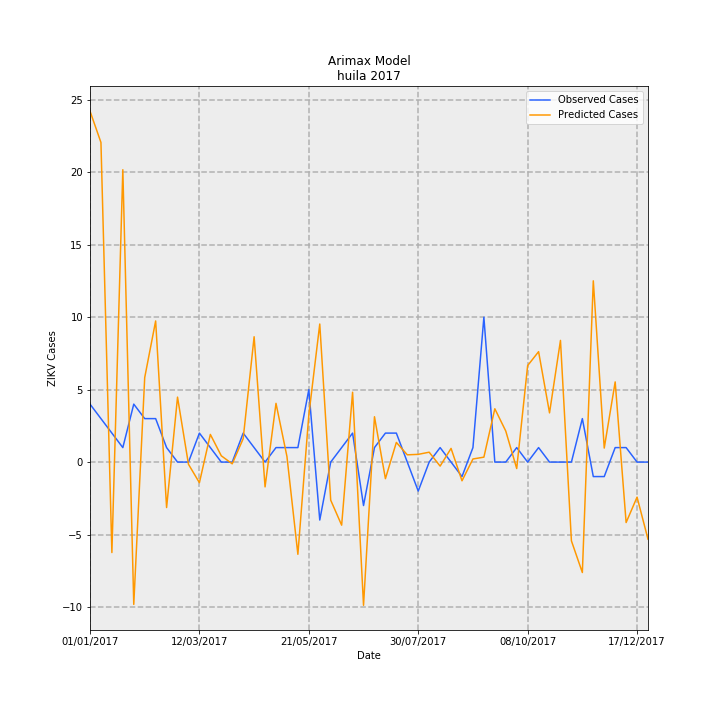 Arimax Model
huila 2017
Observed Cases
Predicted Cases
25
20
15
10
5
0
−5
−10
ZIKV Cases
01/01/2017
12/03/2017
21/05/2017
30/07/2017
08/10/2017
17/12/2017
Date